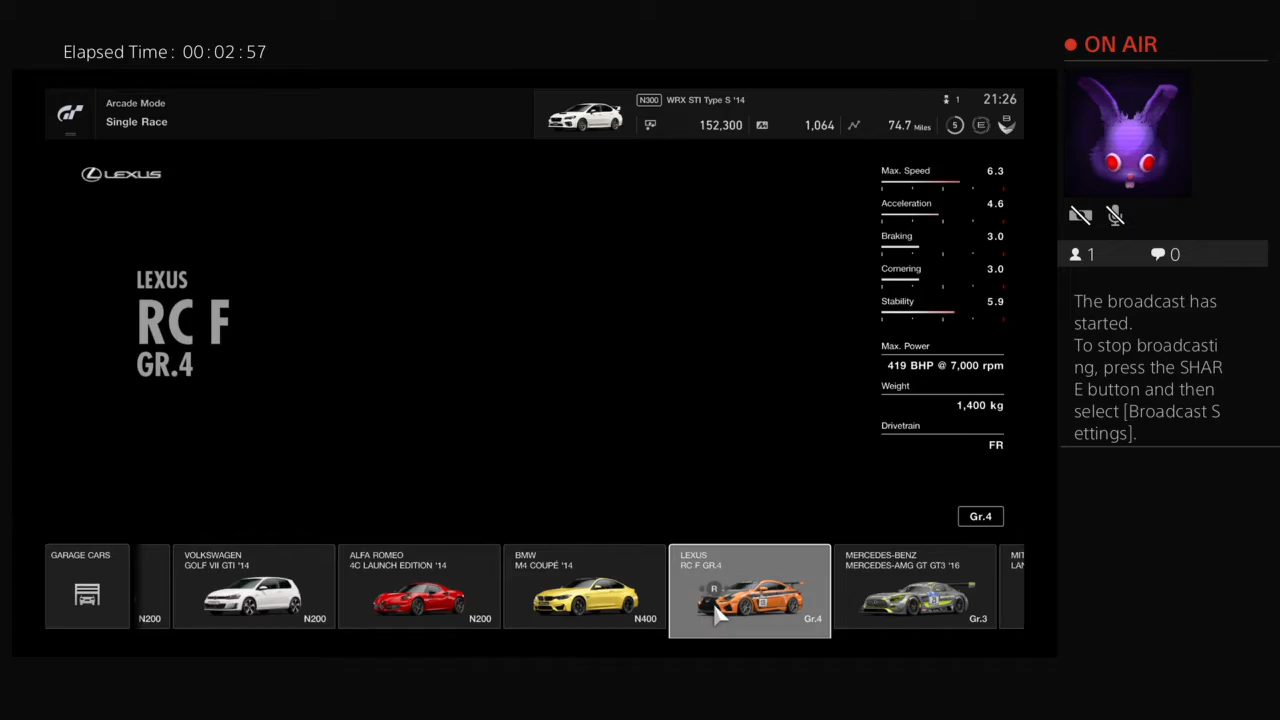 Elapsed Time: 00:02:57
ON AIR
GT
Arcade Mode
Single Race
N300 WRX STI Type S '14
1
21:26
152,300
1,064
74.7 Miles
5
E
B
LEXUS
LEXUS
RC F
GR.4
Max. Speed 6.3
Acceleration 4.6
Braking 3.0
Cornering 3.0
Stability 5.9
Max. Power
419 BHP @ 7,000 rpm
Weight
1,400 kg
Drivetrain
FR
Gr.4
1
0
The broadcast has
started.
To stop broadcasti
ng, press the SHAR
E button and then
select [Broadcast S
ettings].
GARAGE CARS
N200
VOLKSWAGEN
GOLF VII GTI '14
N200
ALFA ROMEO
4C LAUNCH EDITION '14
N200
BMW
M4 COUPÉ '14
N400
LEXUS
RC F GR.4
R
Gr.4
MERCEDES-BENZ
MERCEDES-AMG GT GT3 '16
Gr.3
MIT
LAN